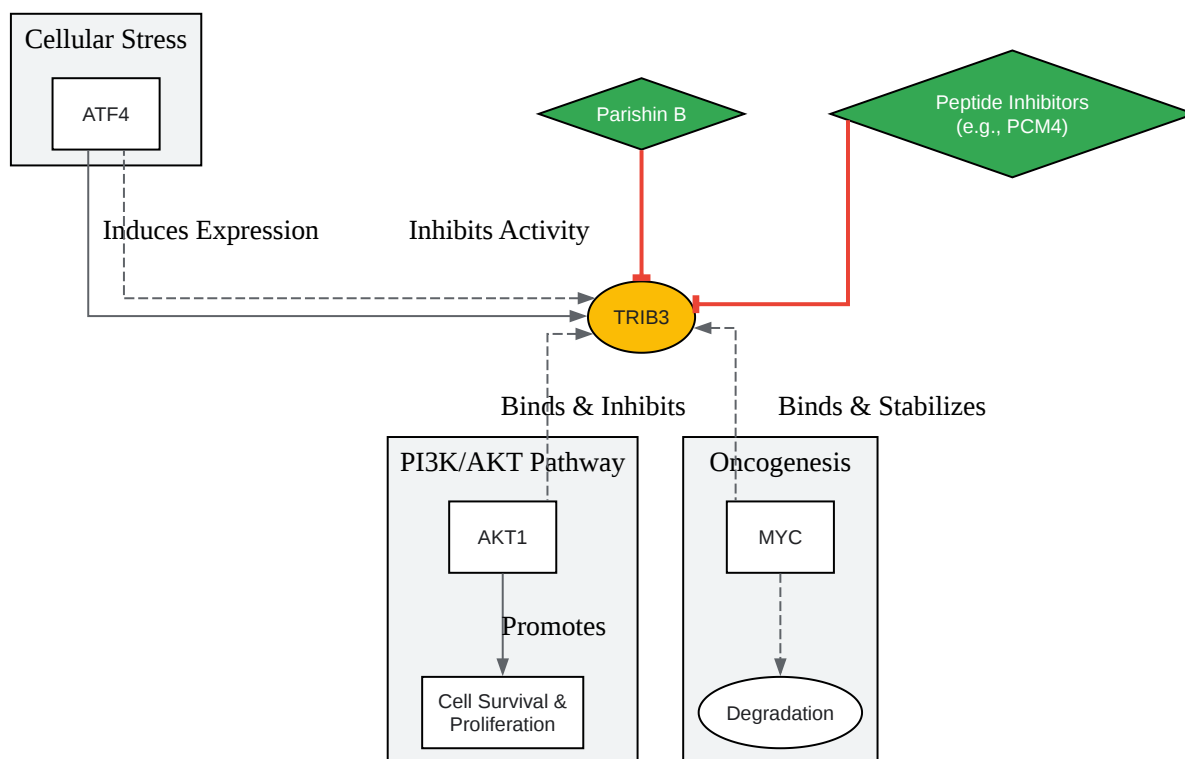 Cellular Stress
ATF4
Parishin B
Peptide Inhibitors
(e.g., PCM4)
Induces Expression
Inhibits Activity
TRIB3
Binds & Inhibits
Binds & Stabilizes
PI3K/AKT Pathway
Oncogenesis
AKT1
MYC
Promotes
Cell Survival &
Proliferation
Degradation